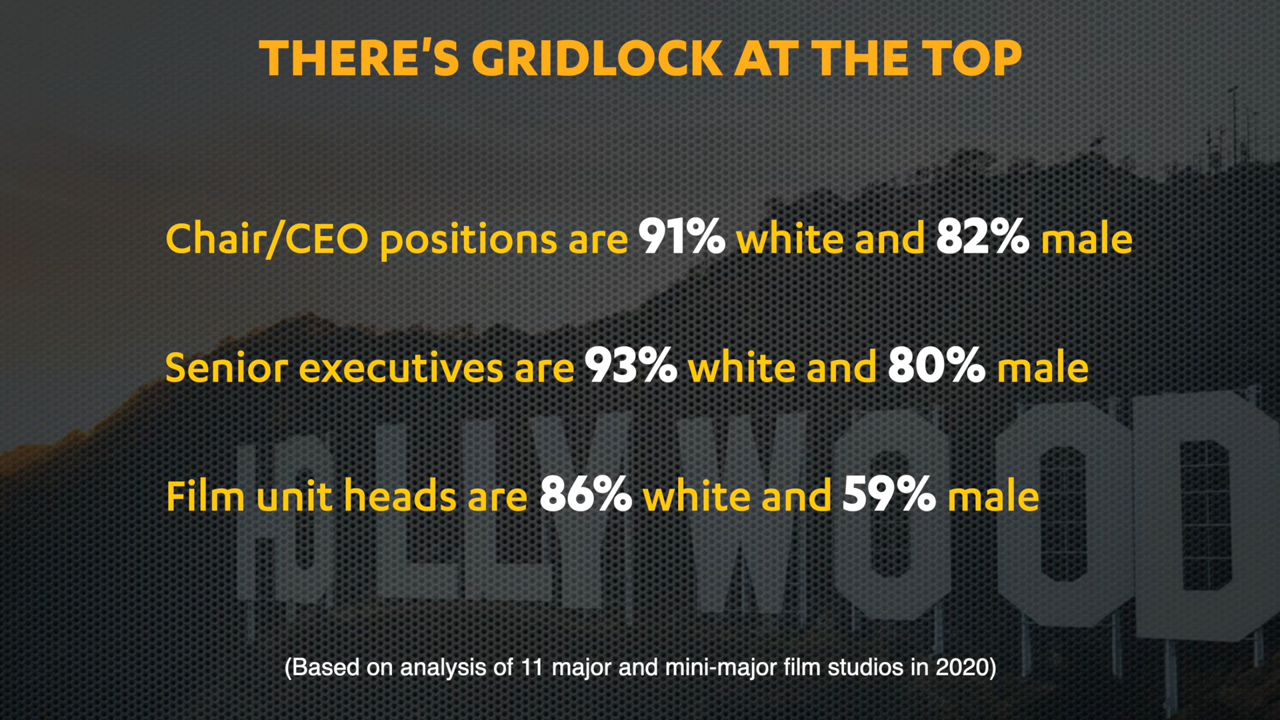 THERE'S GRIDLOCK AT THE TOP
Chair/CEO positions are 91% white and 82% male
Senior executives are 93% white and 80% male
Film unit heads are 86% white and 59% male
HOLLYWOOD
(Based on analysis of 11 major and mini-major film studios in 2020)